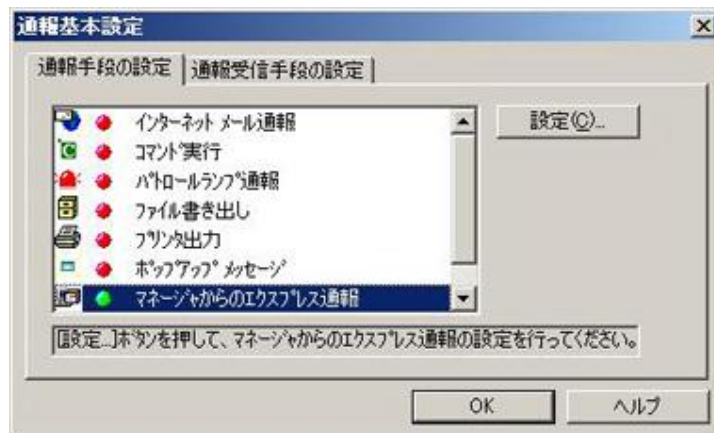 通報基本設定
通報手段の設定 通報受信手段の設定
インターネット メール通報
設定(C)...
コマンド実行
パトロールランプ通報
ファイル書き出し
プリンタ出力
ポップアップ メッセージ
マネージャからのエクスプレス通報
[設定...]ボタンを押して、マネージャからのエクスプレス通報の設定を行ってください。
OK ヘルプ